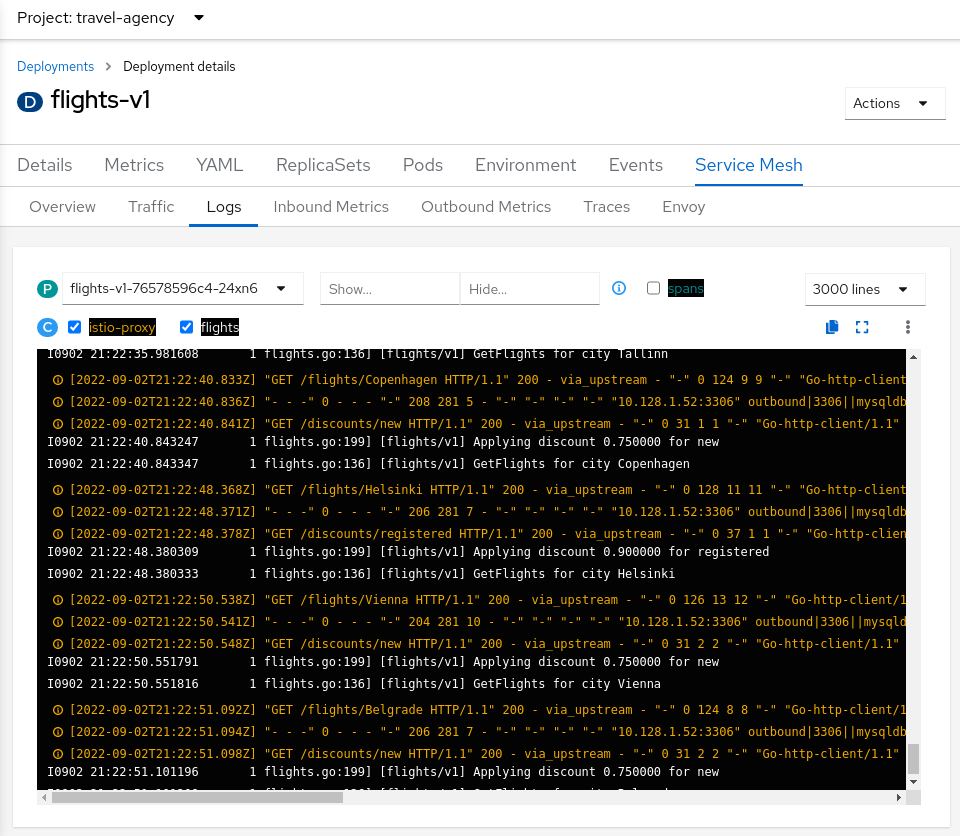 Project: travel-agency
Deployments > Deployment details
D flights-v1
Actions
Details Metrics YAML ReplicaSets Pods Environment Events Service Mesh
Overview Traffic Logs Inbound Metrics Outbound Metrics Traces Envoy
P flights-v1-76578596c4-24xn6 Show... Hide... spans 3000 lines
C istio-proxy flights
I0902 21:22:35.981608 1 flights.go:136] [flights/v1] GetFlights for city Tallinn
[2022-09-02T21:22:40.833Z] "GET /flights/Copenhagen HTTP/1.1" 200 - via_upstream - "-" 0 124 9 9 "-" "Go-http-client
[2022-09-02T21:22:40.836Z] "- - -" 0 - - - "-" 208 281 5 - "-" "-" "-" "-" "10.128.1.52:3306" outbound|3306||mysqldb
[2022-09-02T21:22:40.841Z] "GET /discounts/new HTTP/1.1" 200 - via_upstream - "-" 0 31 1 1 "-" "Go-http-client/1.1"
I0902 21:22:40.843247 1 flights.go:199] [flights/v1] Applying discount 0.750000 for new
I0902 21:22:40.843347 1 flights.go:136] [flights/v1] GetFlights for city Copenhagen
[2022-09-02T21:22:48.368Z] "GET /flights/Helsinki HTTP/1.1" 200 - via_upstream - "-" 0 128 11 11 "-" "Go-http-client
[2022-09-02T21:22:48.371Z] "- - -" 0 - - - "-" 206 281 7 - "-" "-" "-" "-" "10.128.1.52:3306" outbound|3306||mysqldb
[2022-09-02T21:22:48.378Z] "GET /discounts/registered HTTP/1.1" 200 - via_upstream - "-" 0 37 1 1 "-" "Go-http-clien
I0902 21:22:48.380309 1 flights.go:199] [flights/v1] Applying discount 0.900000 for registered
I0902 21:22:48.380333 1 flights.go:136] [flights/v1] GetFlights for city Helsinki
[2022-09-02T21:22:50.538Z] "GET /flights/Vienna HTTP/1.1" 200 - via_upstream - "-" 0 126 13 12 "-" "Go-http-client/1
[2022-09-02T21:22:50.541Z] "- - -" 0 - - - "-" 204 281 10 - "-" "-" "-" "-" "10.128.1.52:3306" outbound|3306||mysqld
[2022-09-02T21:22:50.548Z] "GET /discounts/new HTTP/1.1" 200 - via_upstream - "-" 0 31 2 2 "-" "Go-http-client/1.1"
I0902 21:22:50.551791 1 flights.go:199] [flights/v1] Applying discount 0.750000 for new
I0902 21:22:50.551816 1 flights.go:136] [flights/v1] GetFlights for city Vienna
[2022-09-02T21:22:51.092Z] "GET /flights/Belgrade HTTP/1.1" 200 - via_upstream - "-" 0 124 8 8 "-" "Go-http-client/1
[2022-09-02T21:22:51.094Z] "- - -" 0 - - - "-" 206 281 7 - "-" "-" "-" "-" "10.128.1.52:3306" outbound|3306||mysqldb
[2022-09-02T21:22:51.098Z] "GET /discounts/new HTTP/1.1" 200 - via_upstream - "-" 0 31 2 2 "-" "Go-http-client/1.1"
I0902 21:22:51.101196 1 flights.go:199] [flights/v1] Applying discount 0.750000 for new